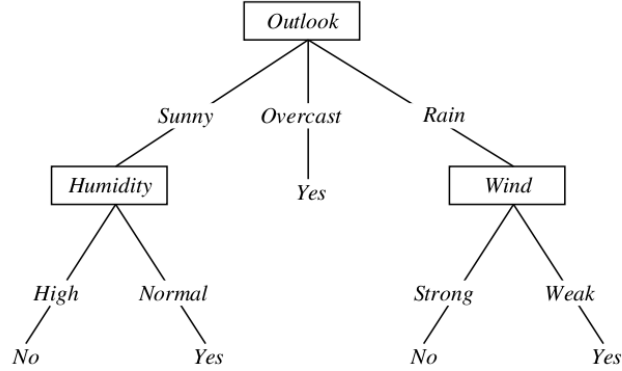 Outlook
Sunny Overcast Rain
Humidity Yes Wind
High Normal Strong Weak
No Yes No Yes